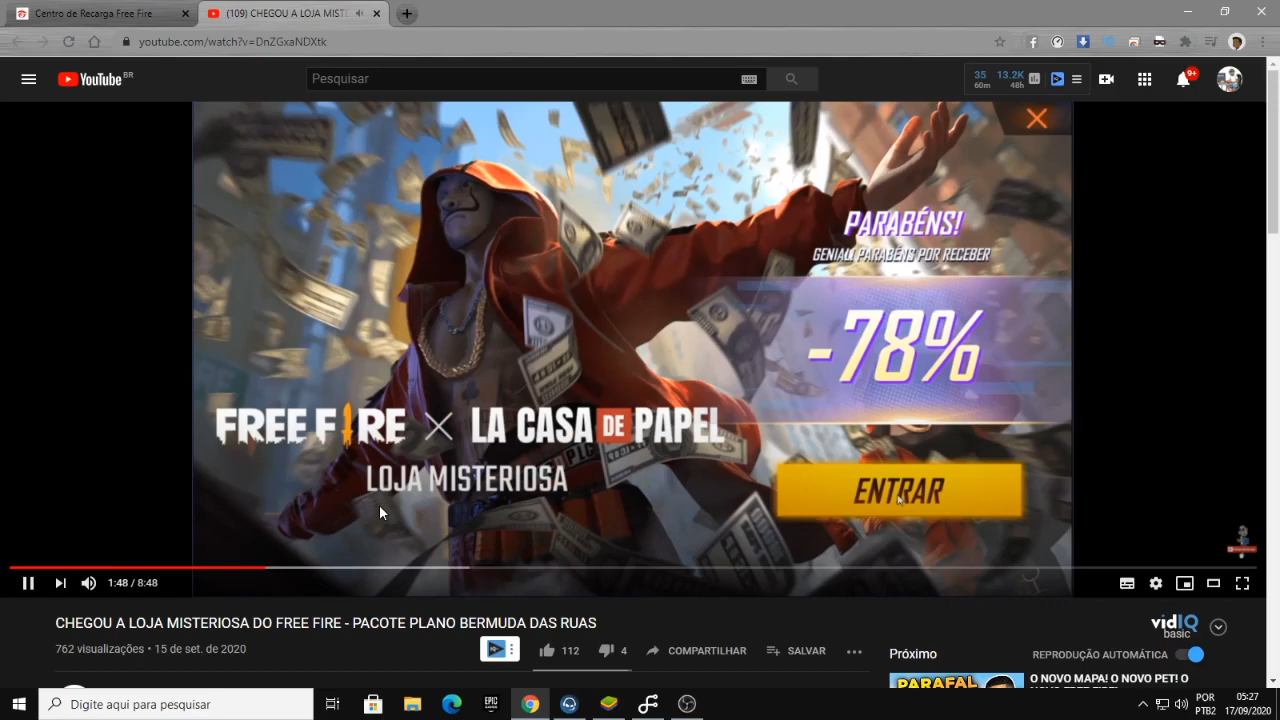 Centro de Recarga Free Fire
(109) CHEGOU A LOJA MISTE
youtube.com/watch?v=DnZGxaNDXtk
YouTube BR
Pesquisar
35 60m 13.2K 48h
9+
PARABÉNS!
GENIAL! PARABÉNS POR RECEBER
-78%
FREE FIRE X LA CASA DE PAPEL
LOJA MISTERIOSA
ENTRAR
1:48 / 8:48
CHEGOU A LOJA MISTERIOSA DO FREE FIRE - PACOTE PLANO BERMUDA DAS RUAS
762 visualizações • 15 de set. de 2020
112
4
COMPARTILHAR
SALVAR
vidIQ
basic
Próximo
REPRODUÇÃO AUTOMÁTICA
PARAFAL
O NOVO MAPA! O NOVO PET! O
Digite aqui para pesquisar
EPIC
POR
PTB2
05:27
17/09/2020